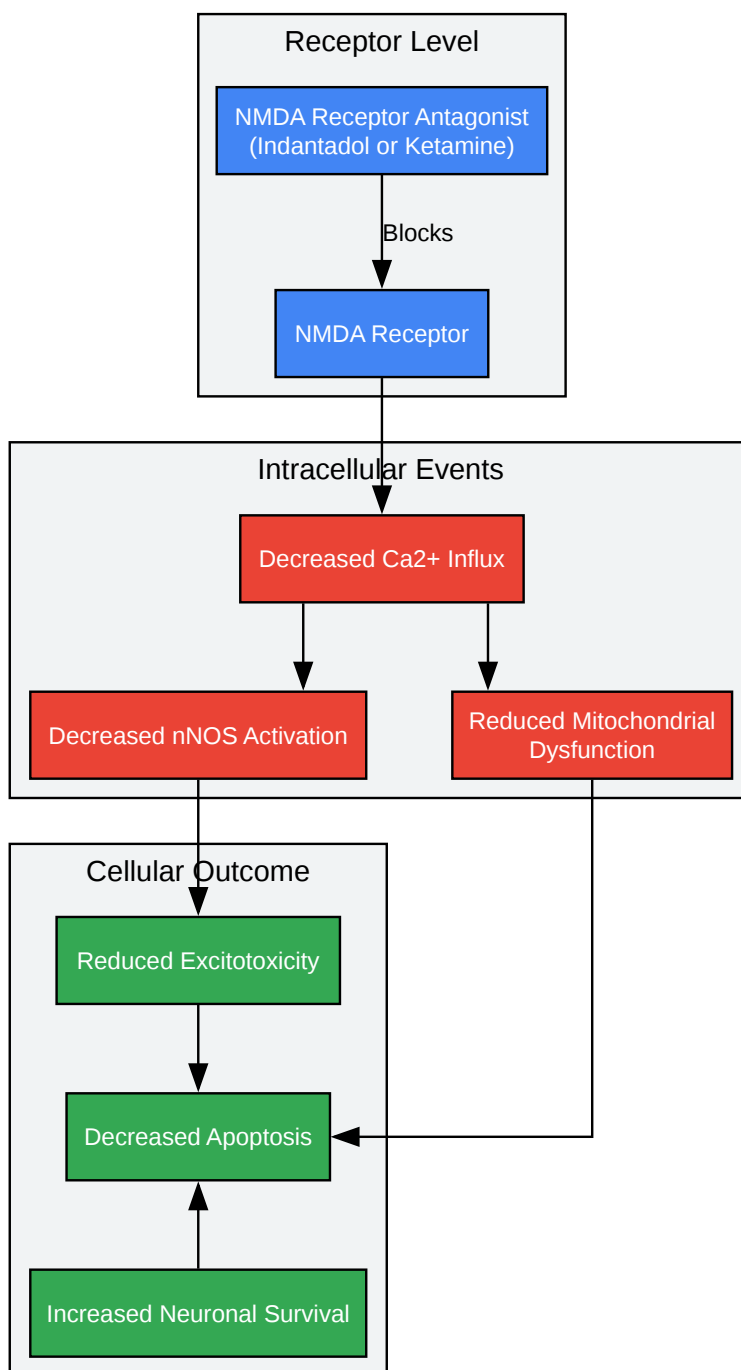 Receptor Level
NMDA Receptor Antagonist
(Indantadol or Ketamine)
Blocks
NMDA Receptor
Intracellular Events
Decreased Ca2+ Influx
Decreased nNOS Activation
Reduced Mitochondrial
Dysfunction
Cellular Outcome
Reduced Excitotoxicity
Decreased Apoptosis
Increased Neuronal Survival